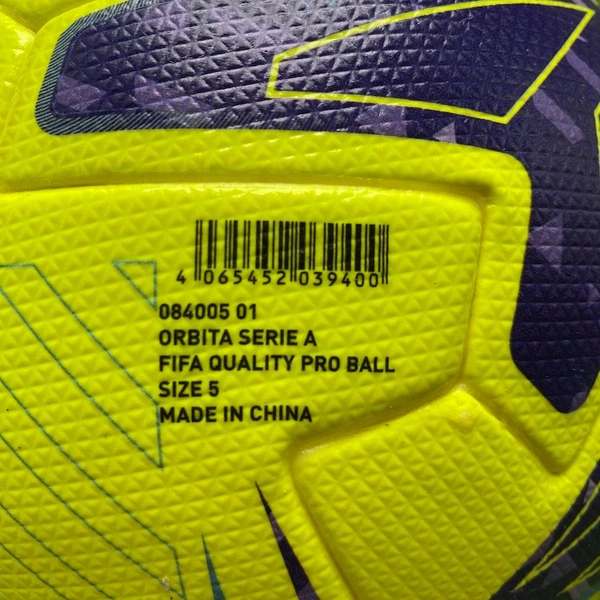 4 065452 039400
084005 01
ORBITA SERIE A
FIFA QUALITY PRO BALL
SIZE 5
MADE IN CHINA